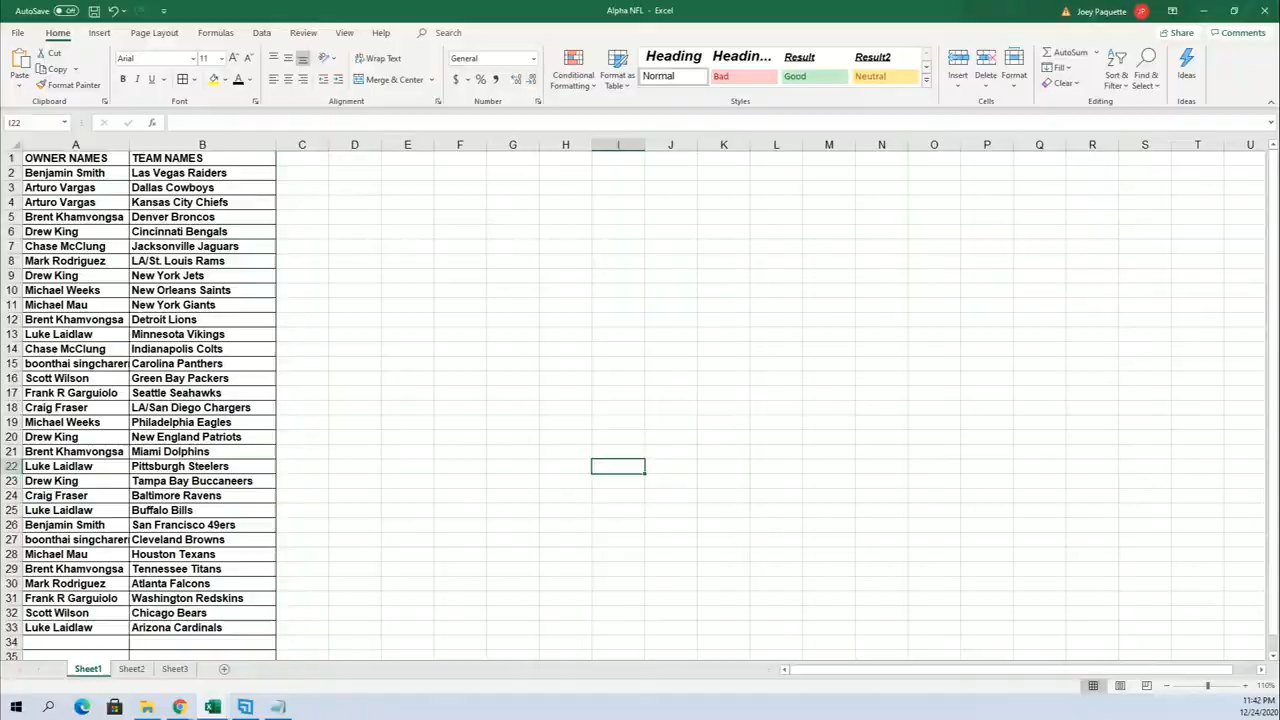 AutoSave Off
Alpha NFL - Excel
Joey Paquette JP
File Home Insert Page Layout Formulas Data Review View Help Search Share Comments
Cut
Copy
Format Painter
Paste
Clipboard
Arial 11
B I U
Font
Wrap Text
Merge & Center
Alignment
General
$ % ,
Number
Conditional Formatting
Format as Table
Heading Headin... Result Result2
Normal Bad Good Neutral
Styles
Insert Delete Format
Cells
AutoSum
Fill
Clear
Sort & Filter
Find & Select
Editing
Ideas
Ideas
I22 fx
A B C D E F G H I J K L M N O P Q R S T U
1 OWNER NAMES TEAM NAMES
2 Benjamin Smith Las Vegas Raiders
3 Arturo Vargas Dallas Cowboys
4 Arturo Vargas Kansas City Chiefs
5 Brent Khamvongsa Denver Broncos
6 Drew King Cincinnati Bengals
7 Chase McClung Jacksonville Jaguars
8 Mark Rodriguez LA/St. Louis Rams
9 Drew King New York Jets
10 Michael Weeks New Orleans Saints
11 Michael Mau New York Giants
12 Brent Khamvongsa Detroit Lions
13 Luke Laidlaw Minnesota Vikings
14 Chase McClung Indianapolis Colts
15 boonthai singcharer Carolina Panthers
16 Scott Wilson Green Bay Packers
17 Frank R Garguiolo Seattle Seahawks
18 Craig Fraser LA/San Diego Chargers
19 Michael Weeks Philadelphia Eagles
20 Drew King New England Patriots
21 Brent Khamvongsa Miami Dolphins
22 Luke Laidlaw Pittsburgh Steelers
23 Drew King Tampa Bay Buccaneers
24 Craig Fraser Baltimore Ravens
25 Luke Laidlaw Buffalo Bills
26 Benjamin Smith San Francisco 49ers
27 boonthai singcharer Cleveland Browns
28 Michael Mau Houston Texans
29 Brent Khamvongsa Tennessee Titans
30 Mark Rodriguez Atlanta Falcons
31 Frank R Garguiolo Washington Redskins
32 Scott Wilson Chicago Bears
33 Luke Laidlaw Arizona Cardinals
34
35
Sheet1 Sheet2 Sheet3
110%
11:42 PM
12/24/2020